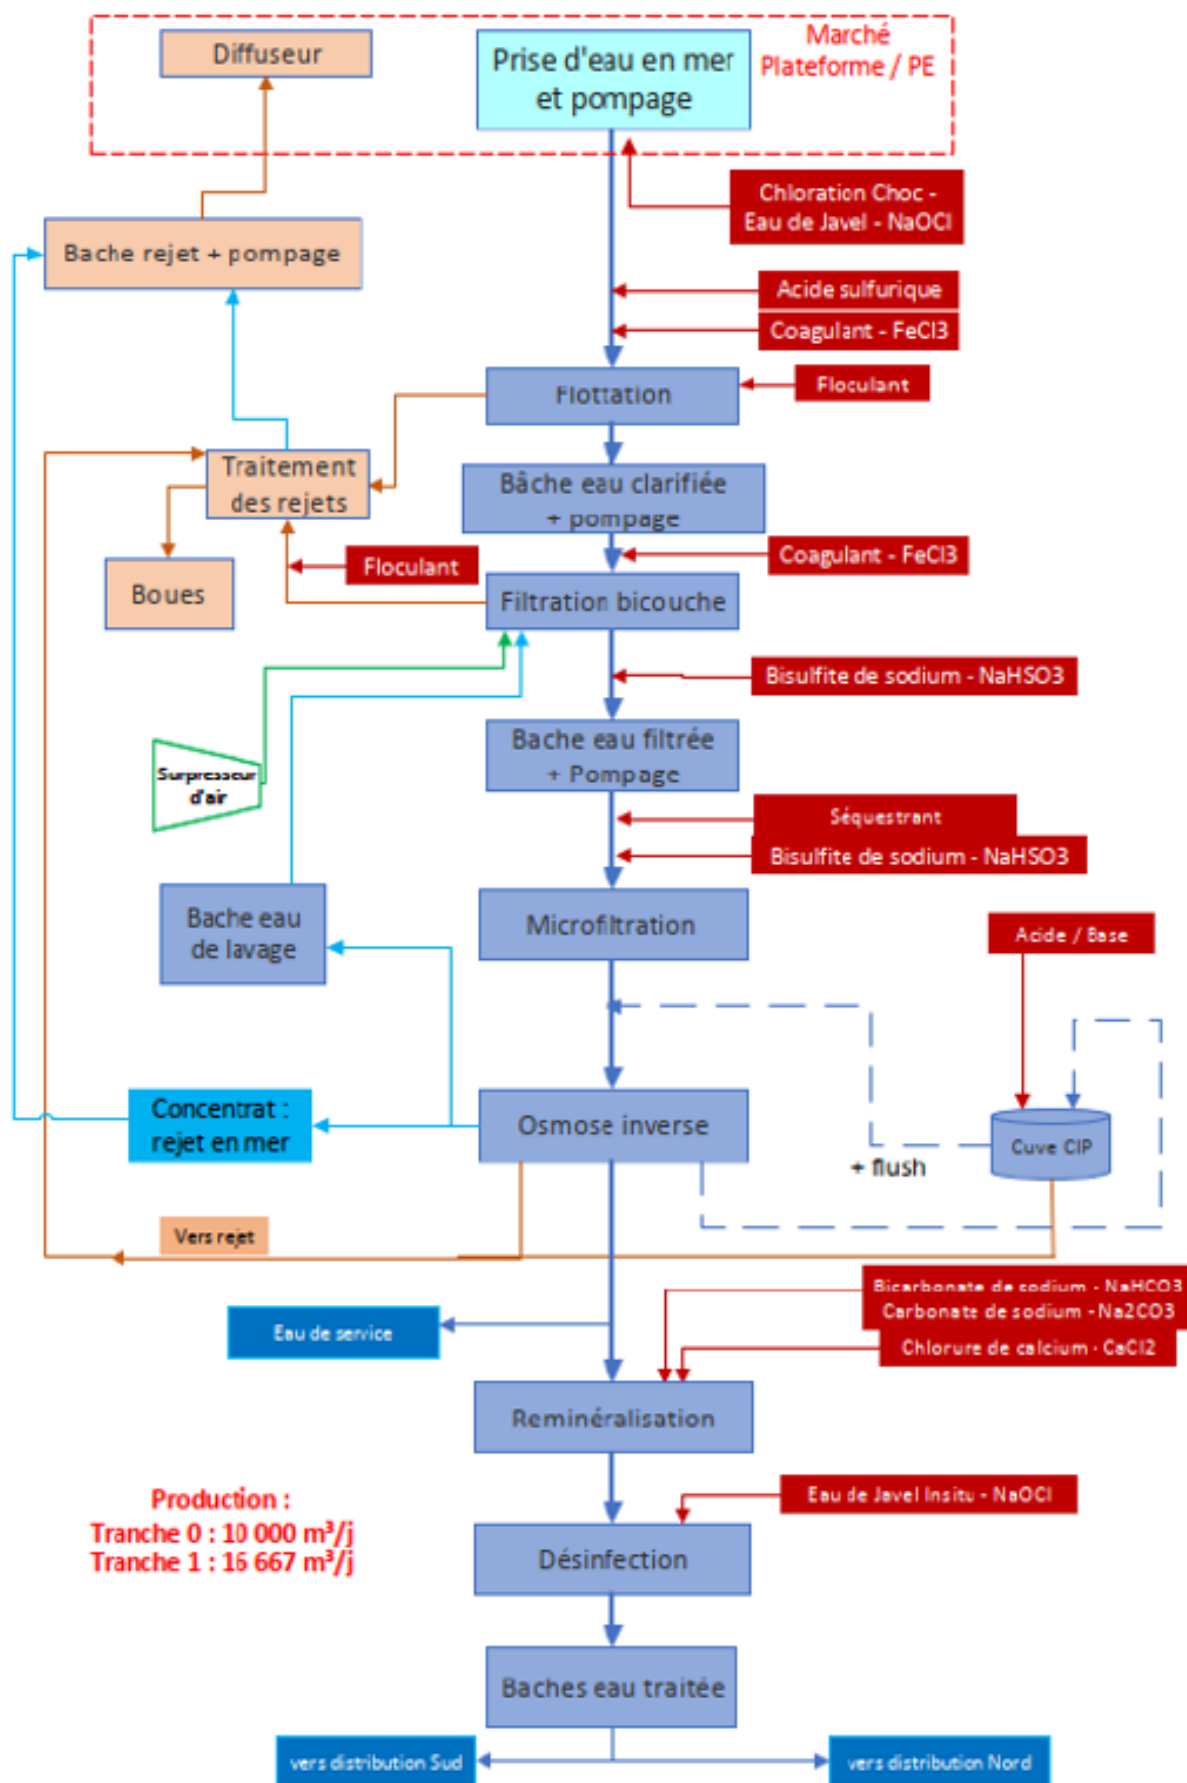 Diffuseur
Prise d'eau en mer
et pompage
Marché
Plateforme / PE
Chloration Choc -
Eau de Javel - NaOCl
Bache rejet + pompage
Acide sulfurique
Coagulant - FeCl3
Flottation
Floculant
Traitement
des rejets
Bâche eau clarifiée
+ pompage
Coagulant - FeCl3
Floculant
Boues
Filtration bicouche
Bisulfite de sodium - NaHSO3
Bache eau filtrée
+ Pompage
Surpresseur
d'air
Séquestrant
Bisulfite de sodium - NaHSO3
Bache eau
de lavage
Microfiltration
Acide / Base
Concentrat :
rejet en mer
Osmose inverse
Cuve CIP
+ flush
Vers rejet
Bicarbonate de sodium - NaHCO3
Carbonate de sodium - Na2CO3
Eau de service
Chlorure de calcium - CaCl2
Reminéralisation
Production :
Tranche 0 : 10 000 m³/j
Tranche 1 : 16 667 m³/j
Eau de Javel Insitu - NaOCl
Désinfection
Baches eau traitée
vers distribution Sud
vers distribution Nord